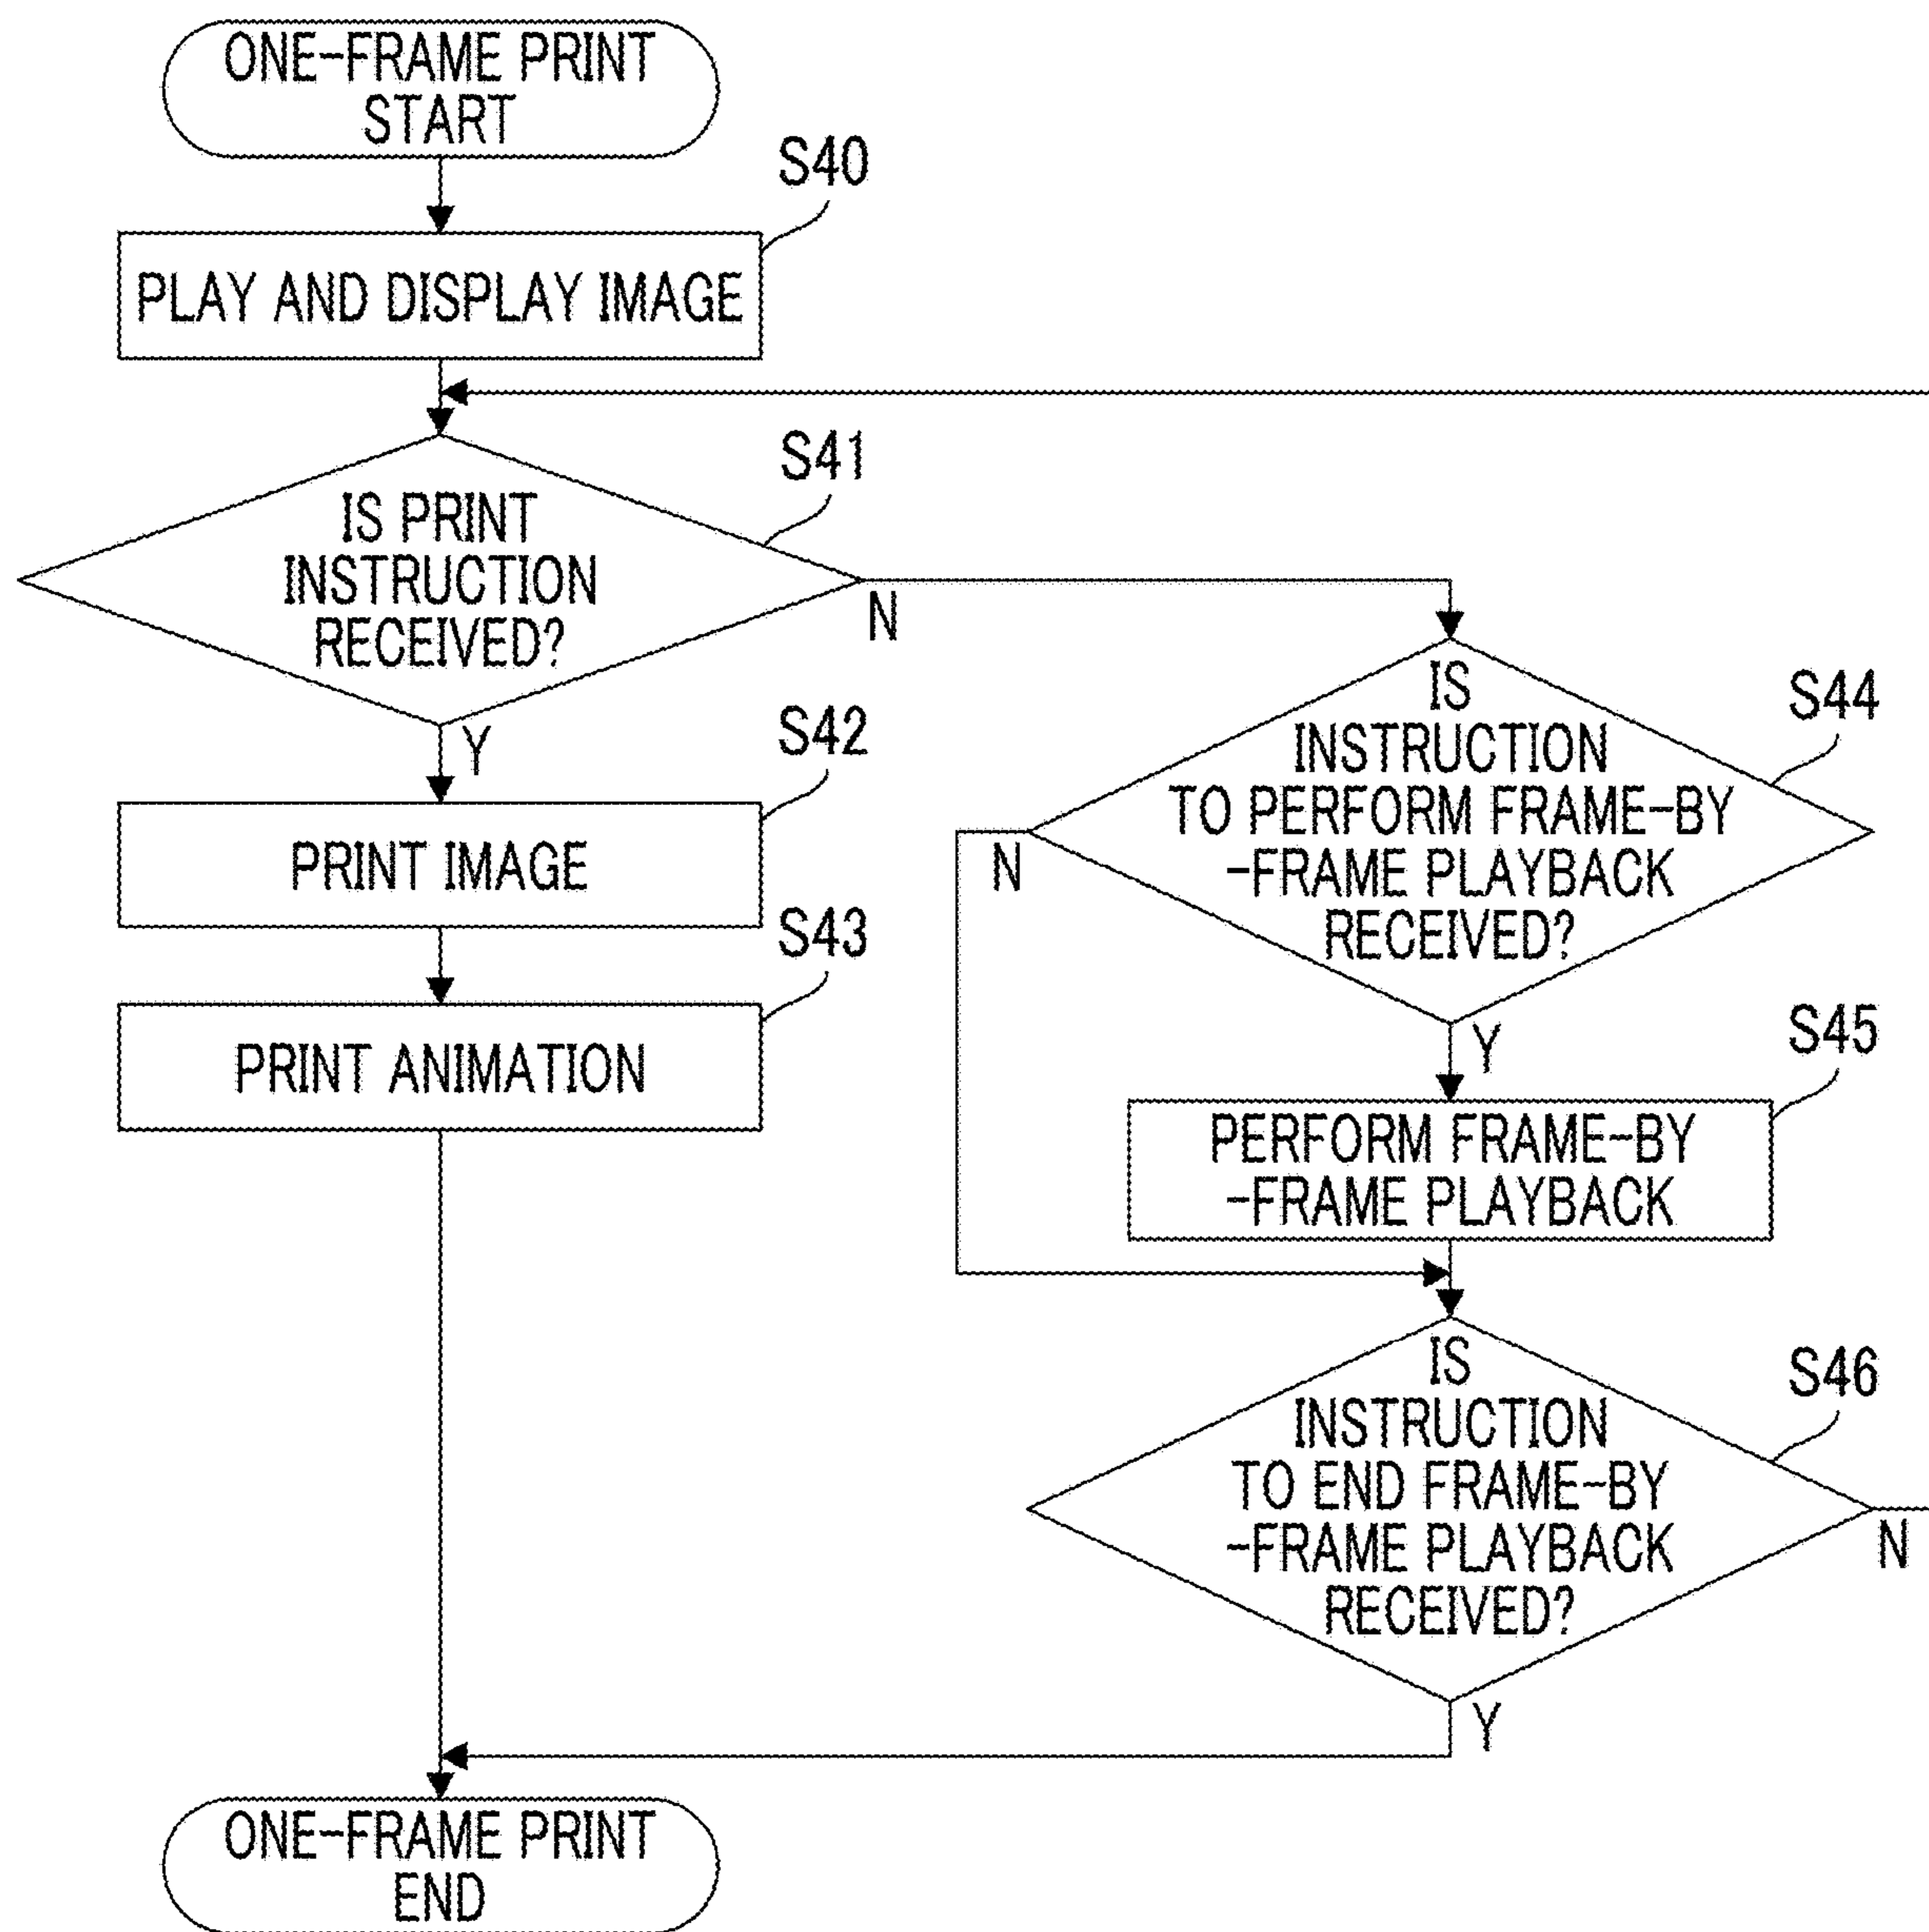 ONE-FRAME PRINT
START
S40
PLAY AND DISPLAY IMAGE
S41
IS PRINT
INSTRUCTION
RECEIVED?
N
Y
S42
PRINT IMAGE
S43
PRINT ANIMATION
S44
IS
INSTRUCTION
TO PERFORM FRAME-BY
-FRAME PLAYBACK
RECEIVED?
N
Y
S45
PERFORM FRAME-BY
-FRAME PLAYBACK
S46
IS
INSTRUCTION
TO END FRAME-BY
-FRAME PLAYBACK
RECEIVED?
N
Y
ONE-FRAME PRINT
END